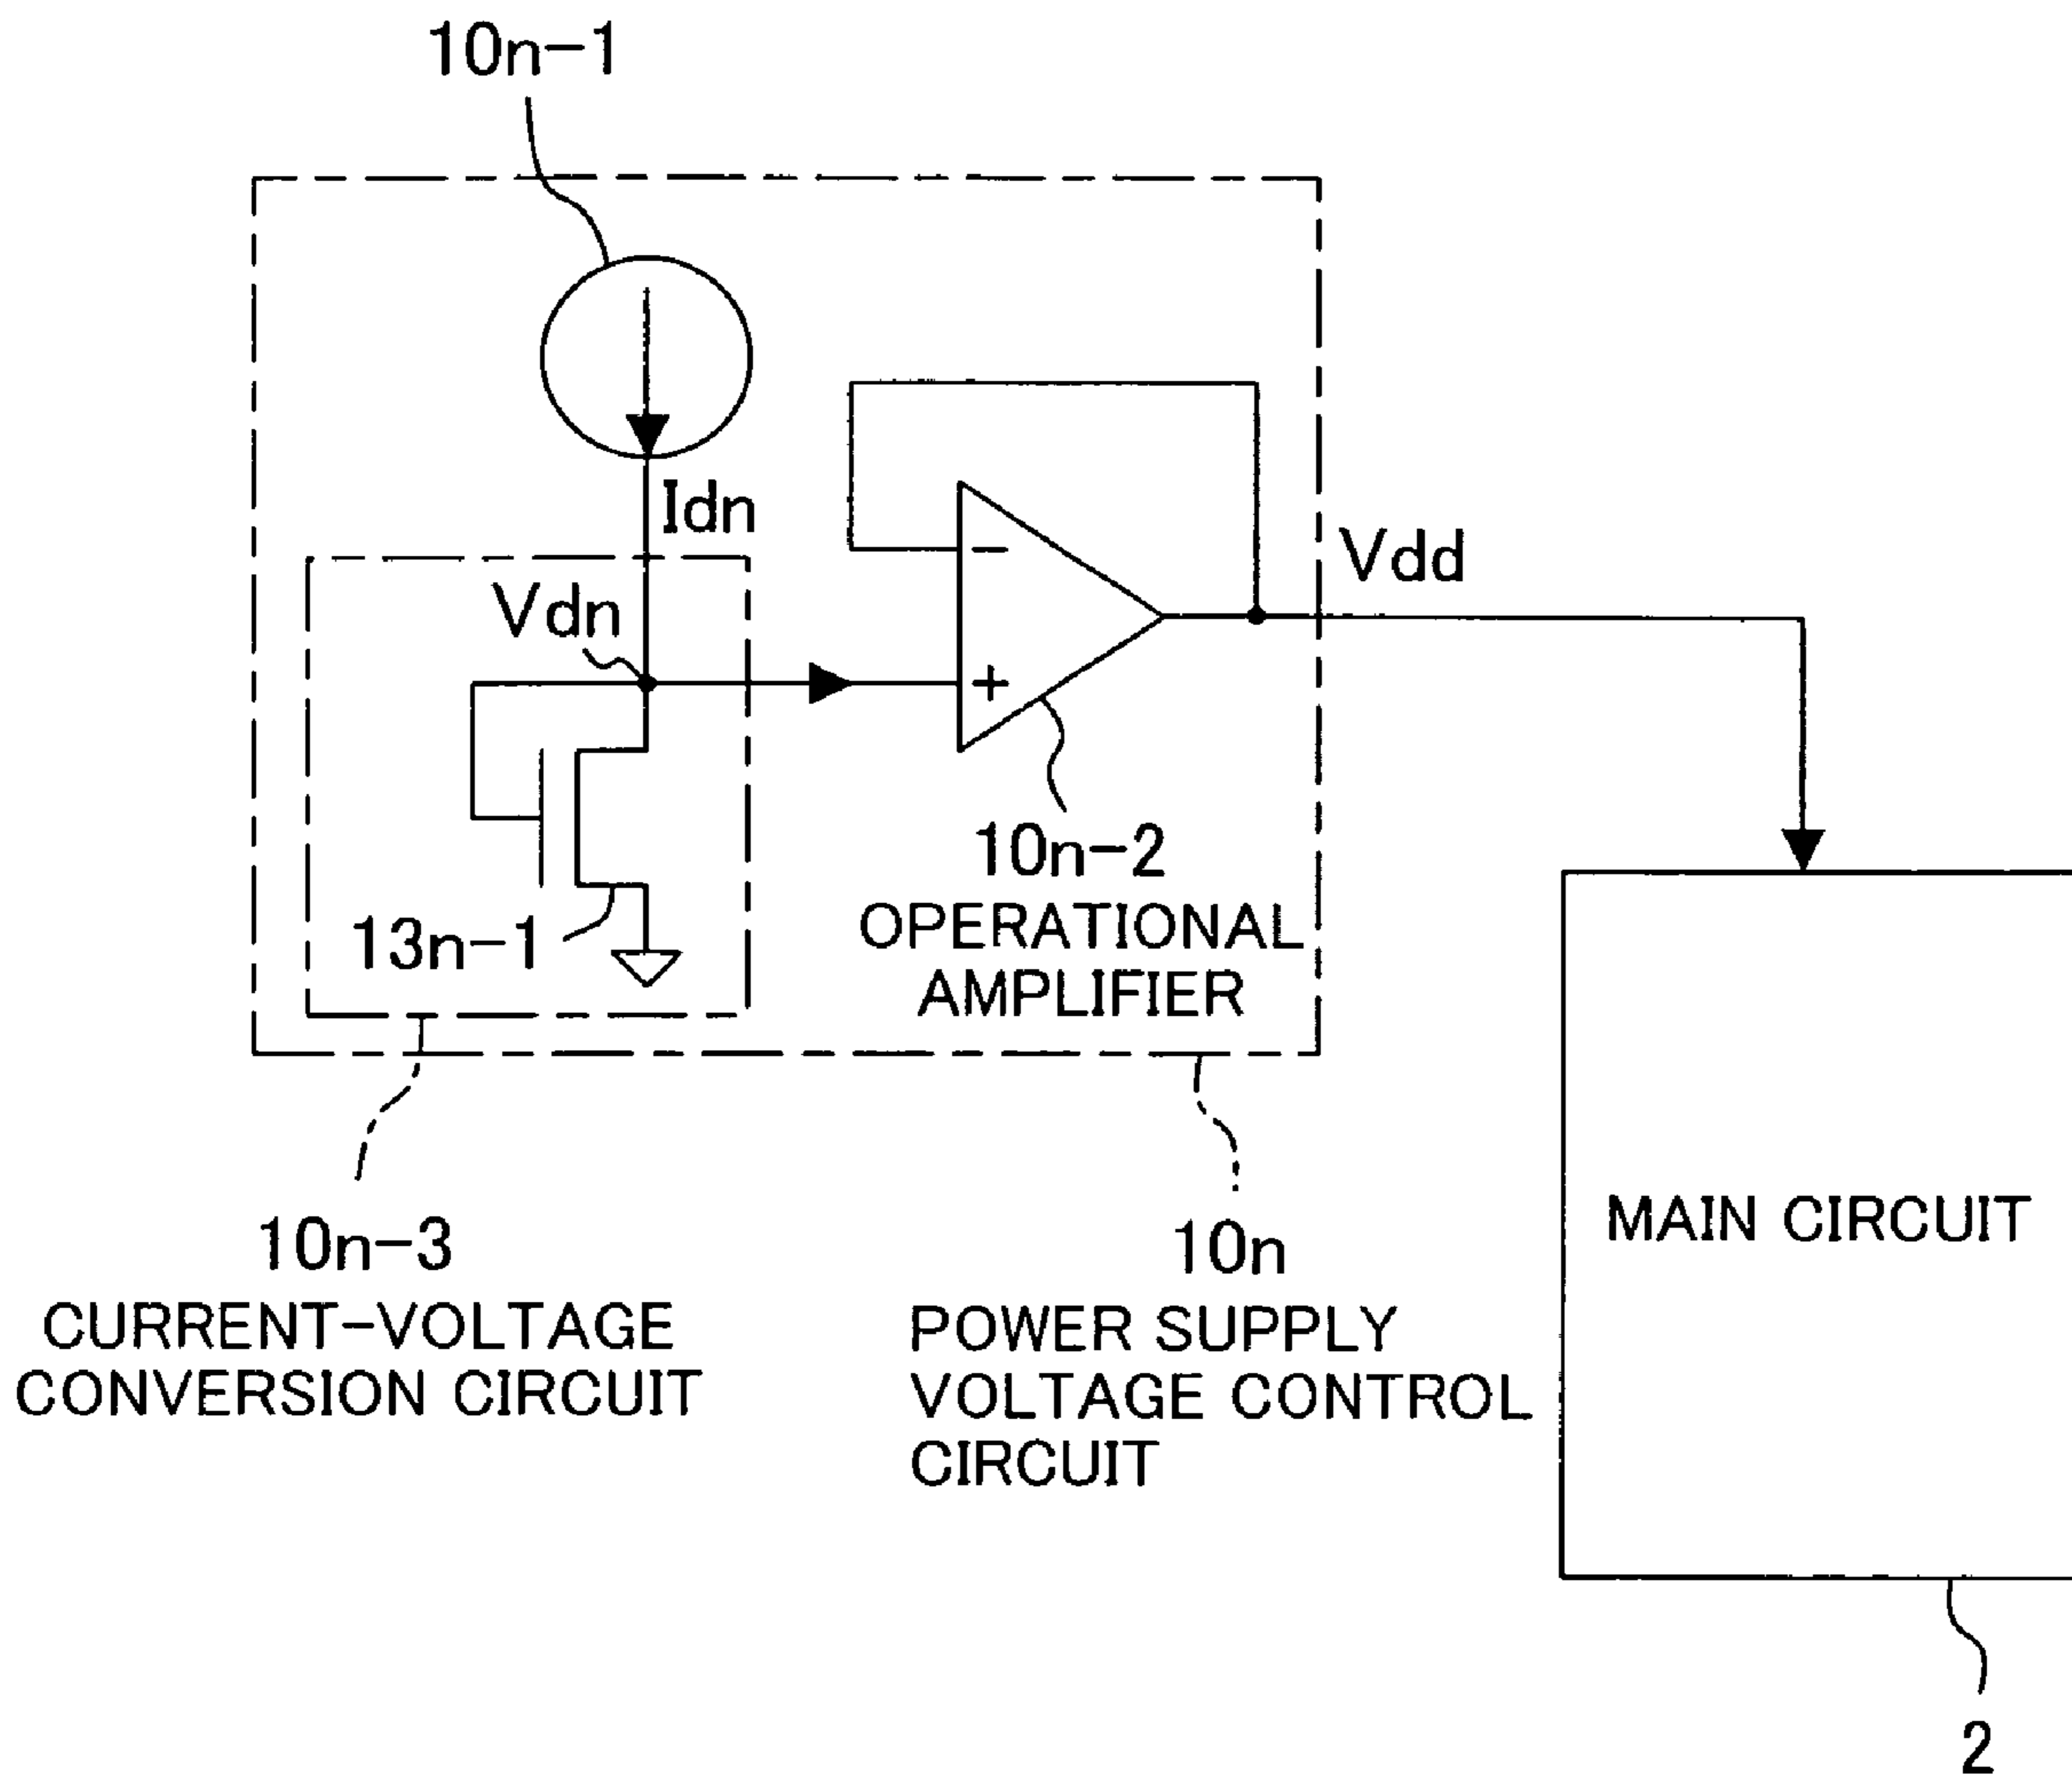 10n-1
Idn
Vdn
Vdd
-
+
13n-1
10n-2
OPERATIONAL
AMPLIFIER
10n-3
CURRENT-VOLTAGE
CONVERSION CIRCUIT
10n
POWER SUPPLY
VOLTAGE CONTROL
CIRCUIT
MAIN CIRCUIT
2